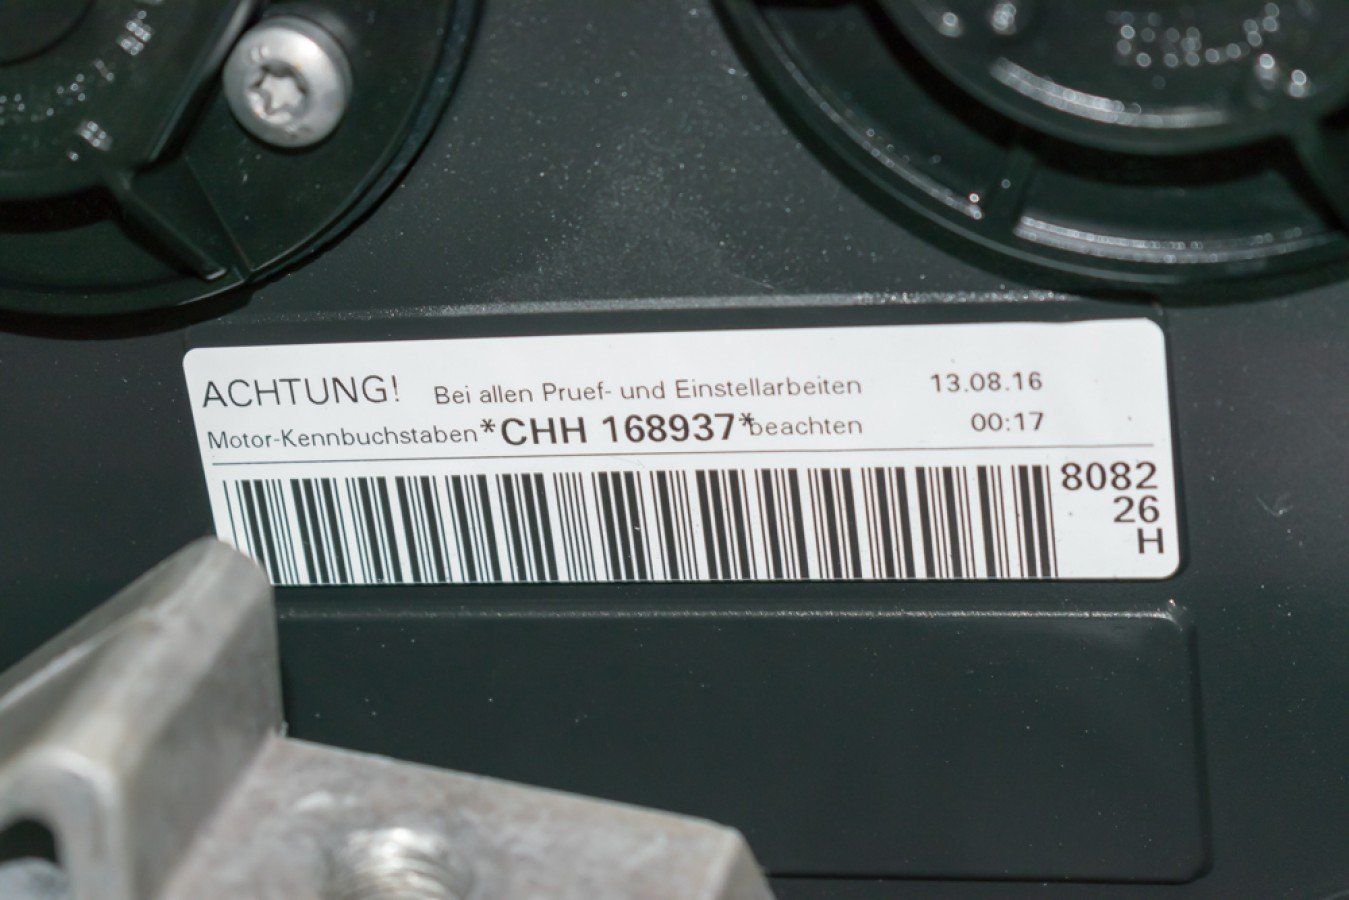 ACHTUNG! Bei allen Pruef- und Einstellarbeiten 13.08.16
Motor-Kennbuchstaben *CHH 168937* beachten 00:17
8082
26
H